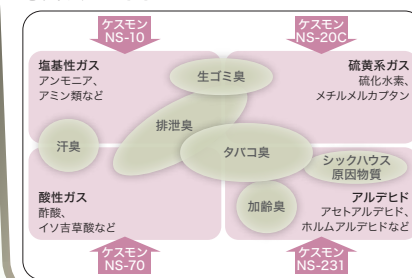 ケスモン
NS-10
ケスモン
NS-20C
塩基性ガス
アンモニア、
アミン類など
生ゴミ臭
硫黄系ガス
硫化水素、
メチルメルカプタン
排泄臭
汗臭
タバコ臭
シックハウス
原因物質
酸性ガス
酢酸、
イソ吉草酸など
加齢臭
アルデヒド
アセトアルデヒド、
ホルムアルデヒドなど
ケスモン
NS-70
ケスモン
NS-231